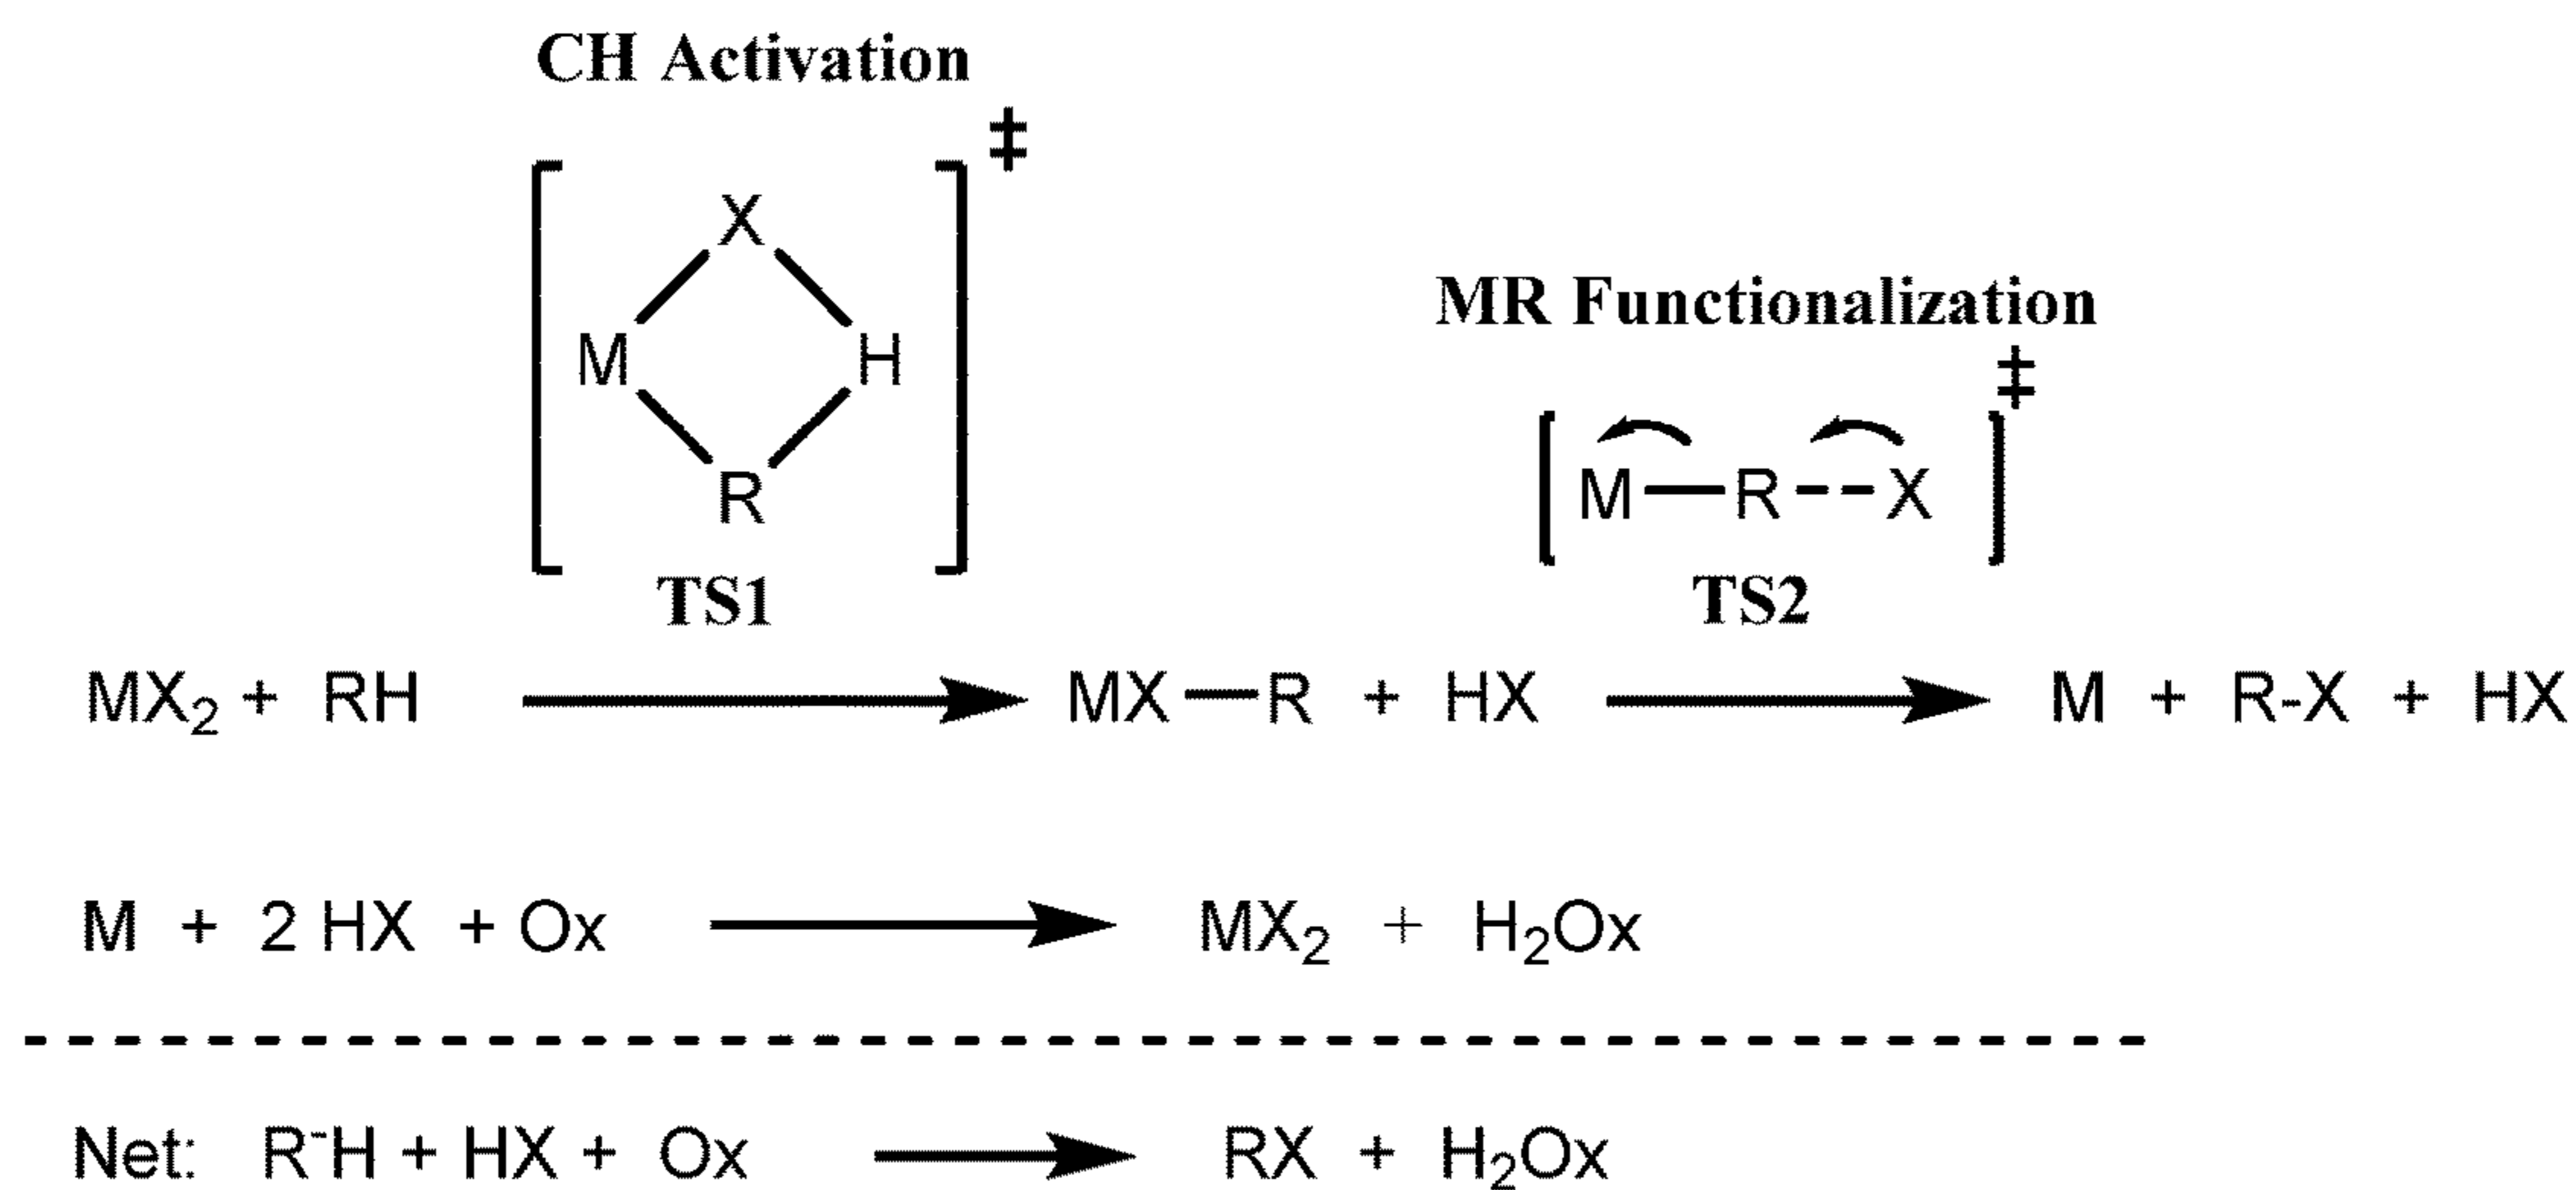 CH Activation
‡
X
M H
R
TS1
MR Functionalization
‡
M — R -- X
TS2
MX₂ + RH ⟶ MX—R + HX ⟶ M + R-X + HX
M + 2 HX + Ox ⟶ MX₂ + H₂Ox
Net: R⁻H + HX + Ox ⟶ RX + H₂Ox